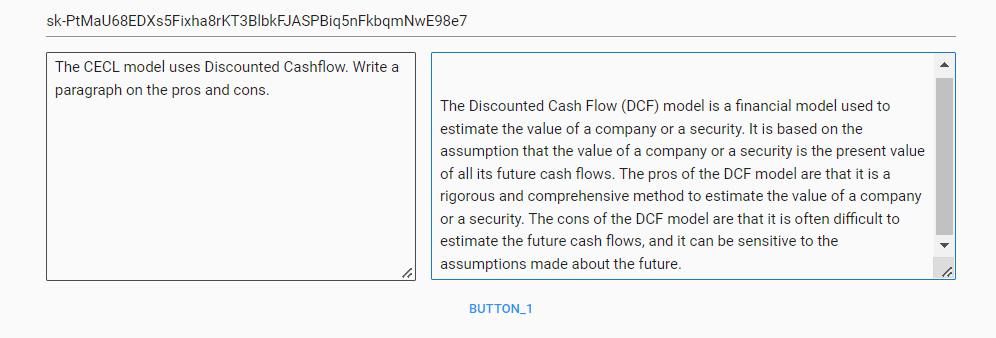 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
The CECL model uses Discounted Cashflow. Write a
paragraph on the pros and cons.
The Discounted Cash Flow (DCF) model is a financial model used to
estimate the value of a company or a security. It is based on the
assumption that the value of a company or a security is the present value
of all its future cash flows. The pros of the DCF model are that it is a
rigorous and comprehensive method to estimate the value of a company
or a security. The cons of the DCF model are that it is often difficult to
estimate the future cash flows, and it can be sensitive to the
assumptions made about the future.
BUTTON_1